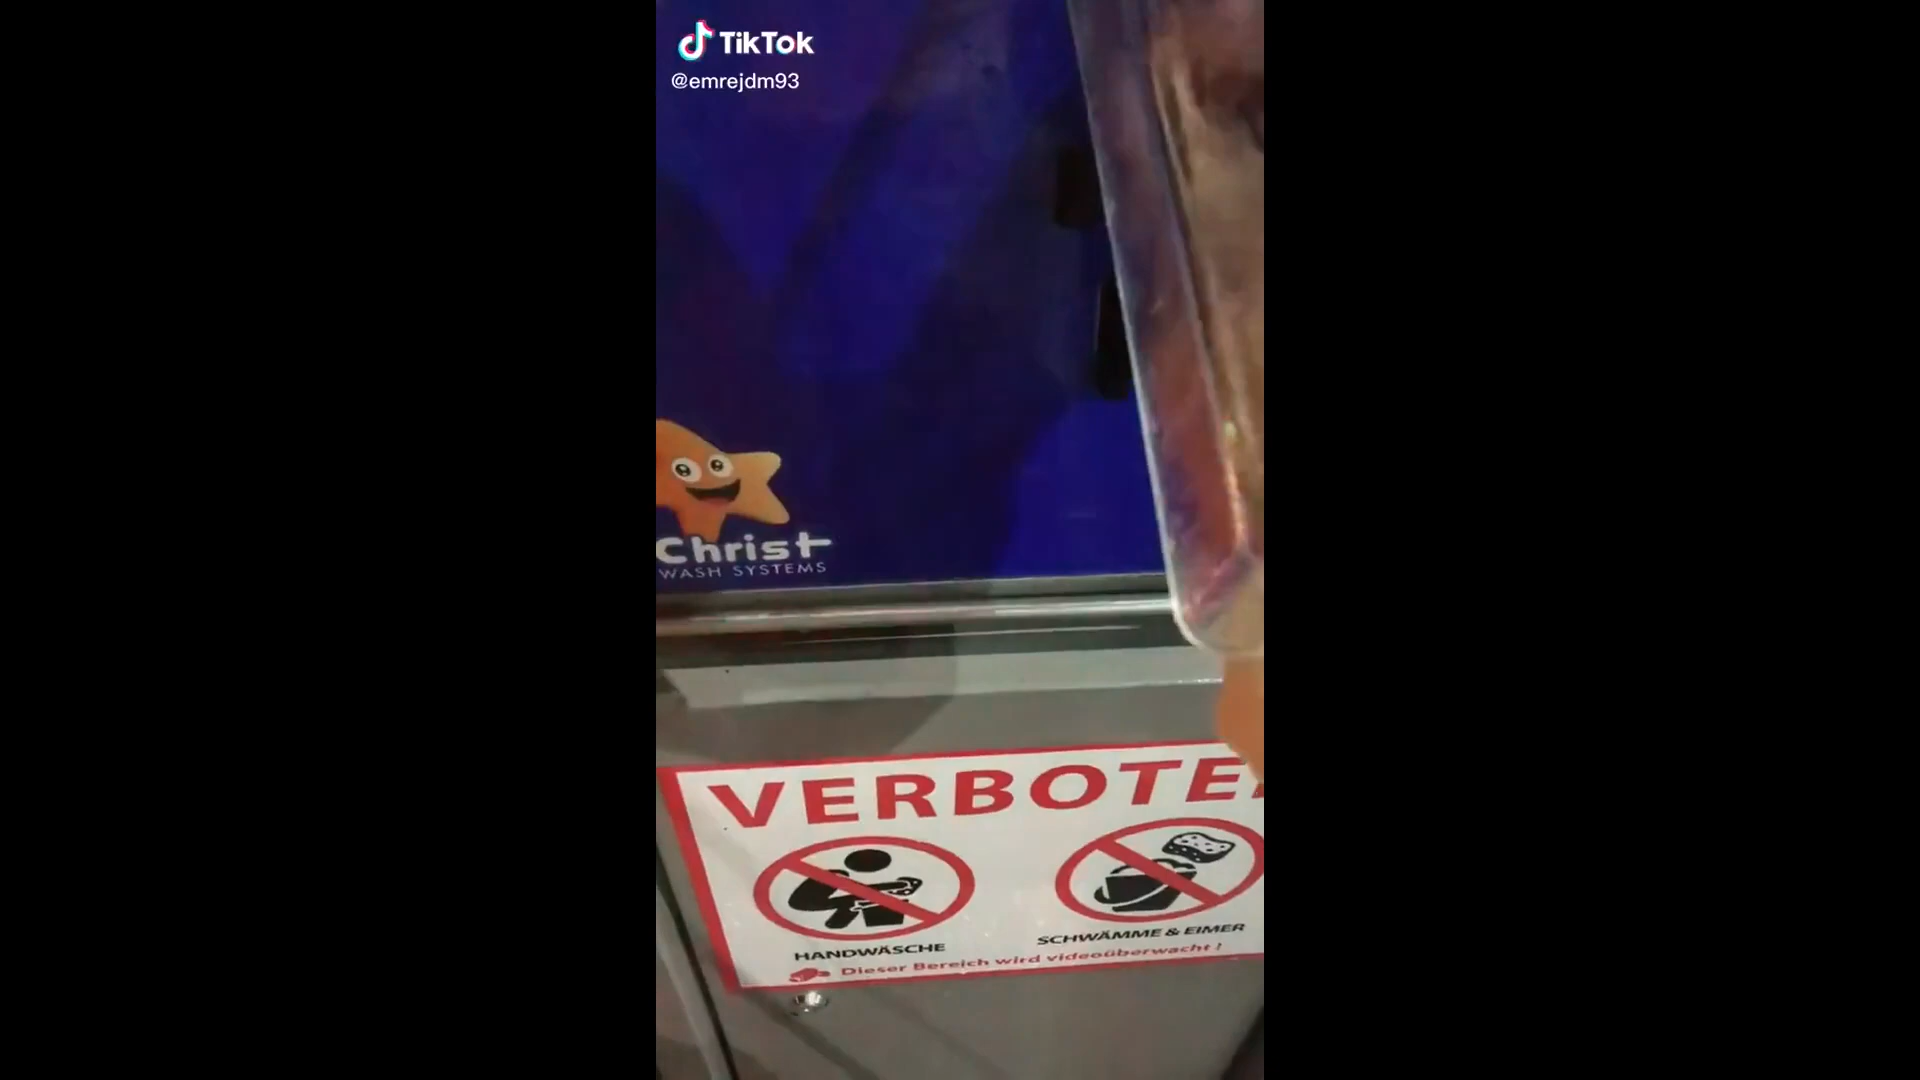 TikTok
@emrejdm93
Christ
WASH SYSTEMS
VERBOTE
HANDWÄSCHE
SCHWÄMME & EIMER
Dieser Bereich wird videoüberwacht !